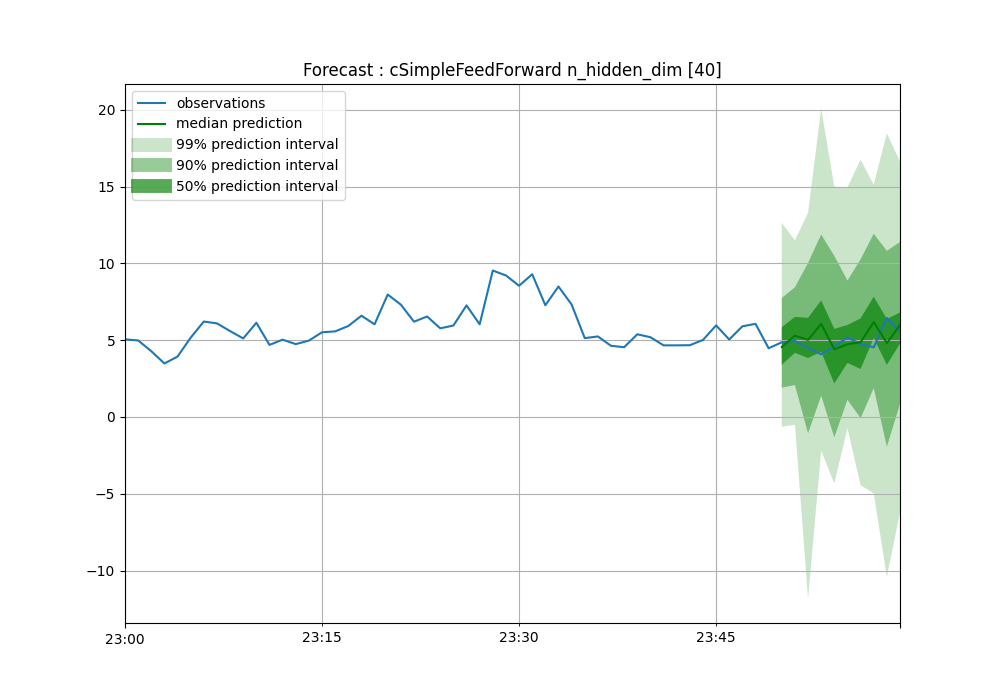 Forecast : cSimpleFeedForward n_hidden_dim [40]
observations
median prediction
99% prediction interval
90% prediction interval
50% prediction interval
20
15
10
5
0
−5
−10
23:00
23:15
23:30
23:45